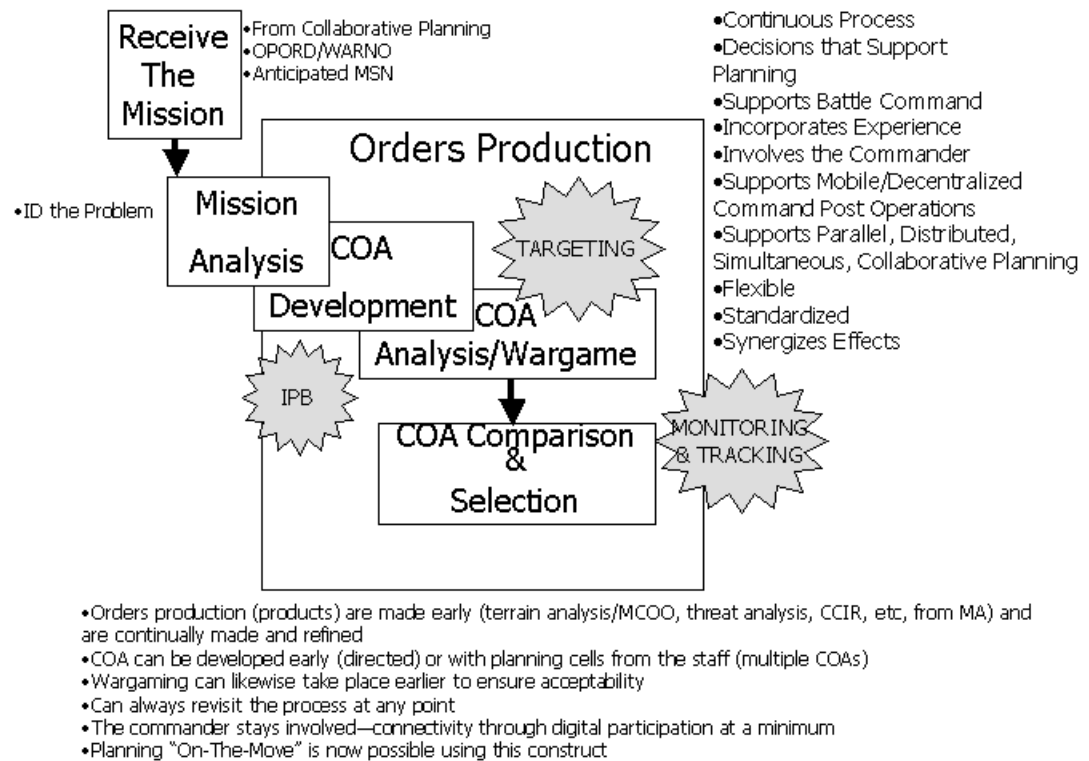 Receive
The
Mission
•From Collaborative Planning
•OPORD/WARNO
•Anticipated MSN
•Continuous Process
•Decisions that Support
Planning
•Supports Battle Command
•Incorporates Experience
•Involves the Commander
•Supports Mobile/Decentralized
Command Post Operations
•Supports Parallel, Distributed,
Simultaneous, Collaborative Planning
•Flexible
•Standardized
•Synergizes Effects
Orders Production
•ID the Problem
Mission
Analysis
TARGETING
COA
Development
COA
Analysis/Wargame
IPB
COA Comparison
&
Selection
MONITORING
& TRACKING
•Orders production (products) are made early (terrain analysis/MCOO, threat analysis, CCIR, etc, from MA) and
are continually made and refined
•COA can be developed early (directed) or with planning cells from the staff (multiple COAs)
•Wargaming can likewise take place earlier to ensure acceptability
•Can always revisit the process at any point
•The commander stays involved—connectivity through digital participation at a minimum
•Planning “On-The-Move” is now possible using this construct